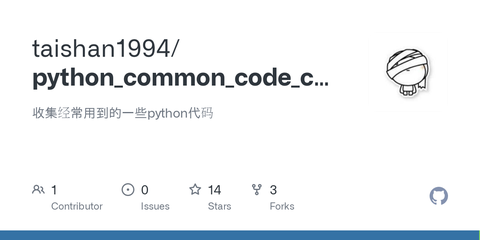 taishan1994/
python_common_code_c...
收集经常用到的一些python代码
1 0 14 3
Contributor Issues Stars Forks